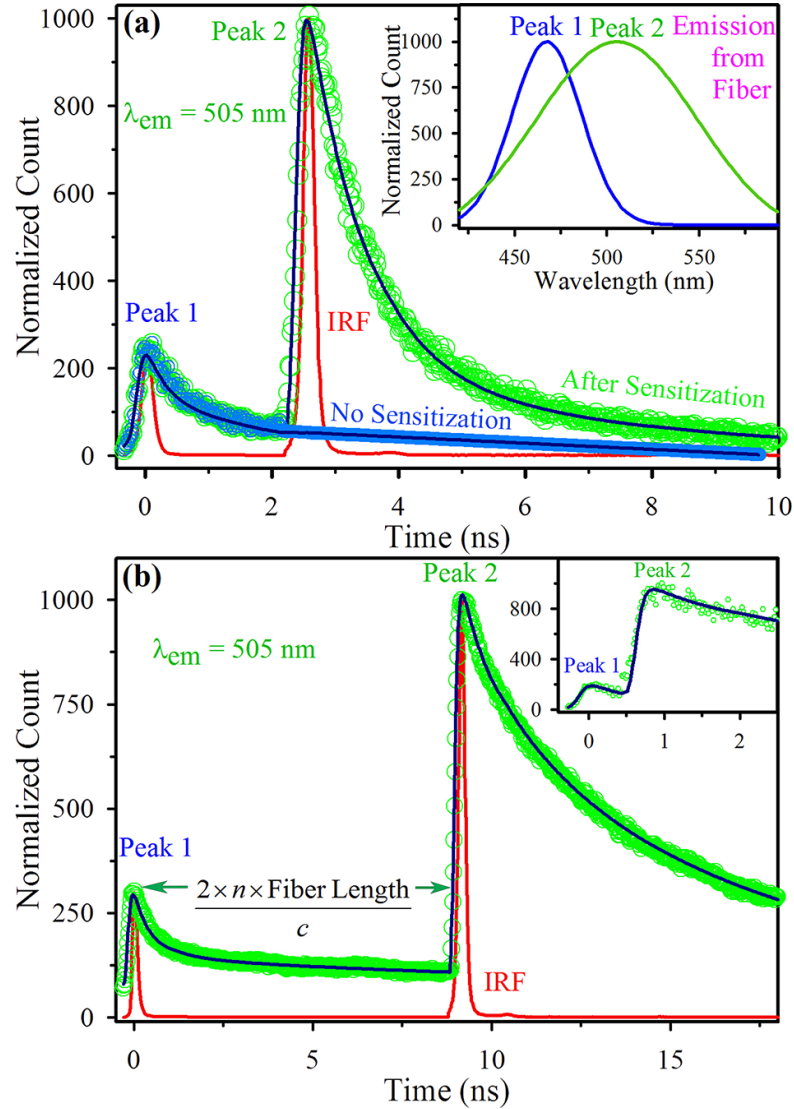 (a)
Peak 2
λem = 505 nm
Peak 1
IRF
After Sensitization
No Sensitization
Normalized Count
1000
800
600
400
200
0
0 2 4 6 8 10
Time (ns)
Peak 1 Peak 2 Emission
from
Fiber
Normalized Count
1000
750
500
250
0
450 500 550
Wavelength (nm)
(b)
Peak 2
λem = 505 nm
Peak 1
2 × n × Fiber Length
c
IRF
Normalized Count
1000
750
500
250
0
0 5 10 15
Time (ns)
Peak 2
Peak 1
800
400
0
0 1 2